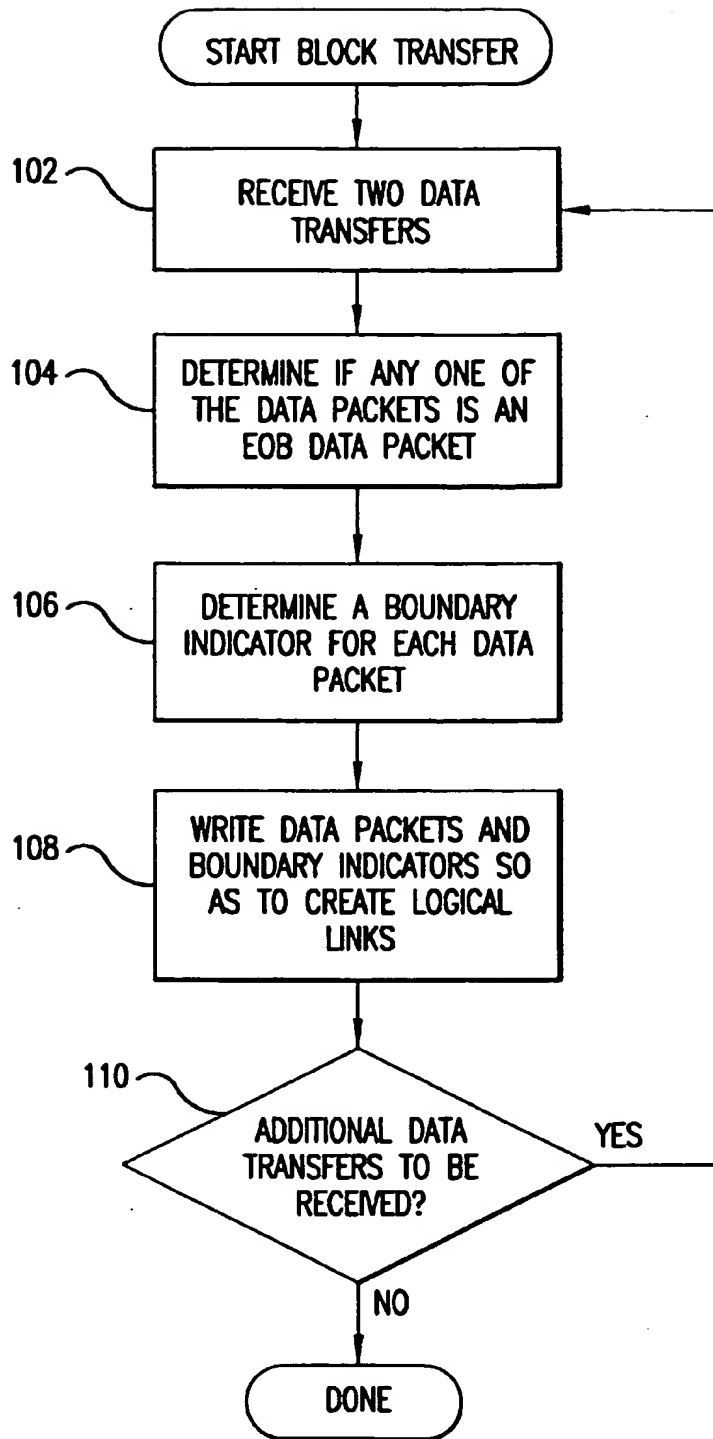 START BLOCK TRANSFER
102
RECEIVE TWO DATA
TRANSFERS
104
DETERMINE IF ANY ONE OF
THE DATA PACKETS IS AN
EOB DATA PACKET
106
DETERMINE A BOUNDARY
INDICATOR FOR EACH DATA
PACKET
108
WRITE DATA PACKETS AND
BOUNDARY INDICATORS SO
AS TO CREATE LOGICAL
LINKS
110
ADDITIONAL DATA
TRANSFERS TO BE
RECEIVED?
YES
NO
DONE